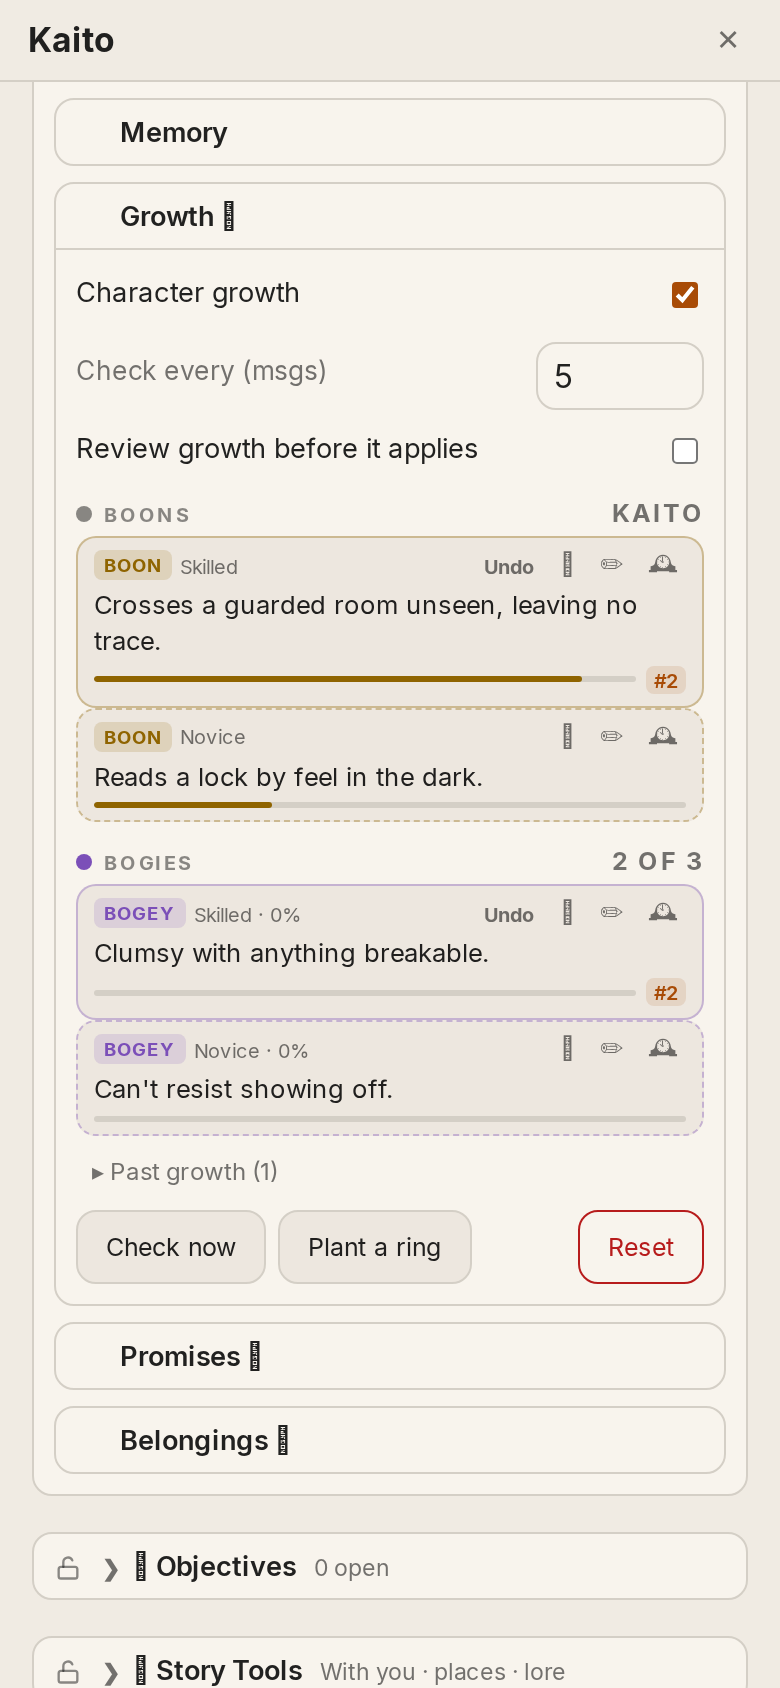 Kaito ✕
Memory
Growth
Character growth
Check every (msgs) 5
Review growth before it applies
BOONS KAITO
BOON Skilled Undo
Crosses a guarded room unseen, leaving no
trace.
#2
BOON Novice
Reads a lock by feel in the dark.
BOGIES 2 OF 3
BOGEY Skilled · 0% Undo
Clumsy with anything breakable.
#2
BOGEY Novice · 0%
Can't resist showing off.
▸ Past growth (1)
Check now Plant a ring Reset
Promises
Belongings
❯ Objectives 0 open
❯ Story Tools With you · places · lore